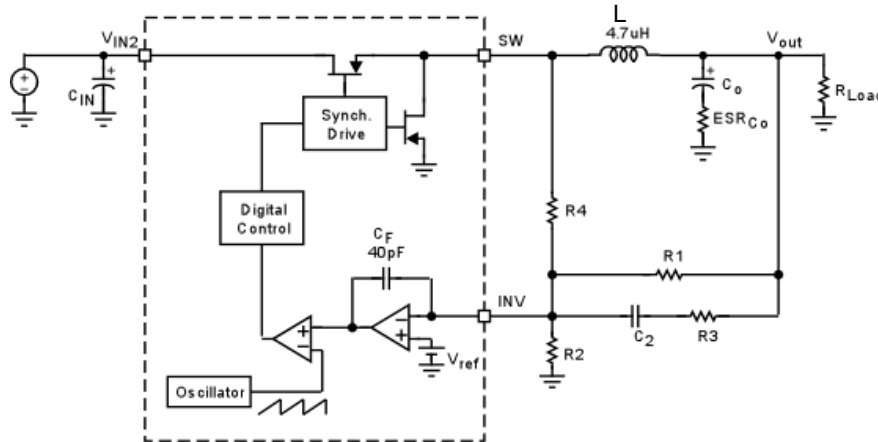 V_IN2
C_IN
+
SW
L
4.7uH
V_out
C_o
+
ESR_Co
R_Load
Synch.
Drive
Digital
Control
C_F
40pF
INV
V_ref
Oscillator
R4
R1
R2
C_2
R3